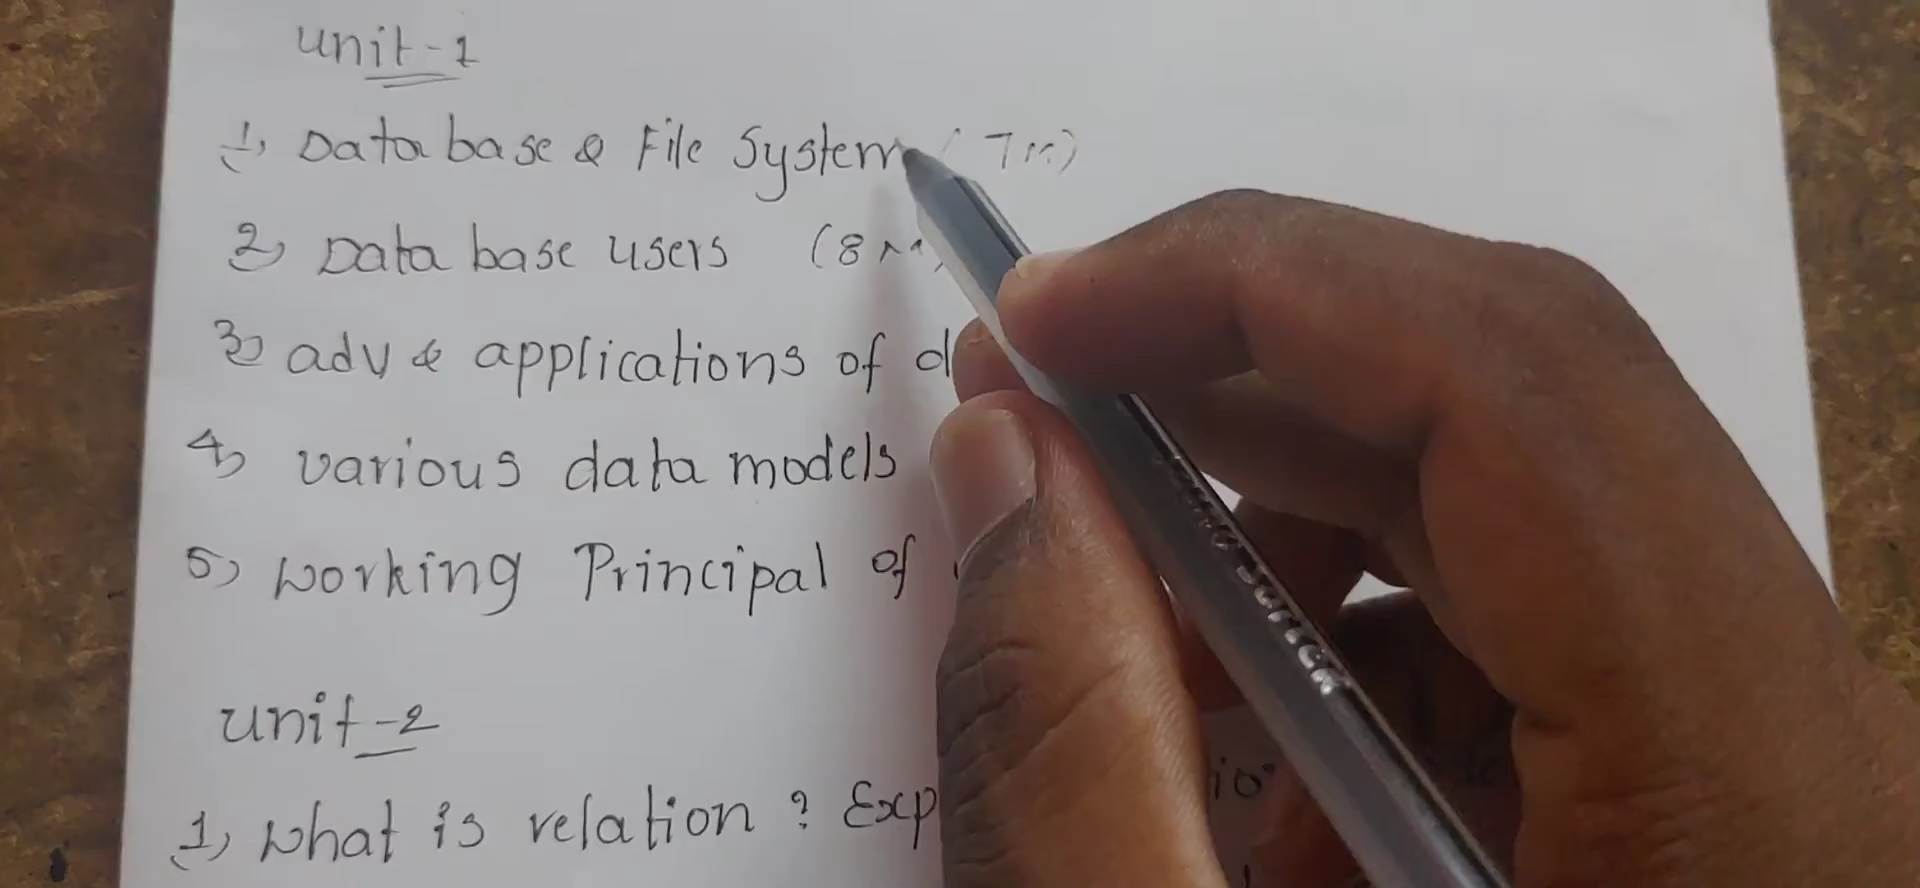 unit-1
1) Data base & File System (7M)
2) Data base users (8M)
3) adv & applications of d
4) various data models
5) working Principal of
unit-2
1) what is relation ? Exp